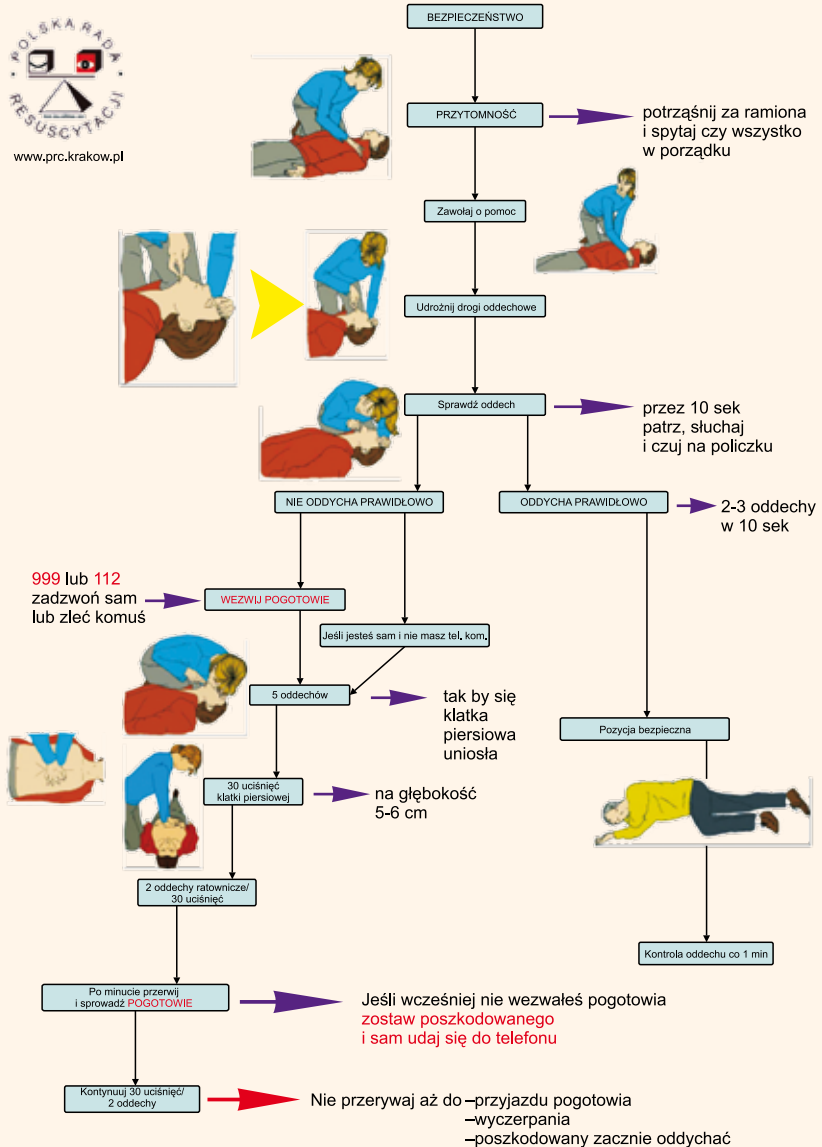 POLSKA RADA
RESUSCYTACJI
www.prc.krakow.pl
BEZPIECZEŃSTWO
PRZYTOMNOŚĆ
potrząśnij za ramiona
i spytaj czy wszystko
w porządku
Zawołaj o pomoc
Udrożnij drogi oddechowe
Sprawdź oddech
przez 10 sek
patrz, słuchaj
i czuj na policzku
NIE ODDYCHA PRAWIDŁOWO
ODDYCHA PRAWIDŁOWO
2-3 oddechy
w 10 sek
999 lub 112
zadzwoń sam
lub zleć komuś
WEZWIJ POGOTOWIE
Jeśli jesteś sam i nie masz tel. kom.
5 oddechów
tak by się
klatka
piersiowa
uniosła
Pozycja bezpieczna
30 uciśnięć
klatki piersiowej
na głębokość
5-6 cm
2 oddechy ratownicze/
30 uciśnięć
Kontrola oddechu co 1 min
Po minucie przerwij
i sprowadź POGOTOWIE
Jeśli wcześniej nie wezwałeś pogotowia
zostaw poszkodowanego
i sam udaj się do telefonu
Kontynuuj 30 uciśnięć/
2 oddechy
Nie przerywaj aż do –przyjazdu pogotowia
–wyczerpania
–poszkodowany zacznie oddychać